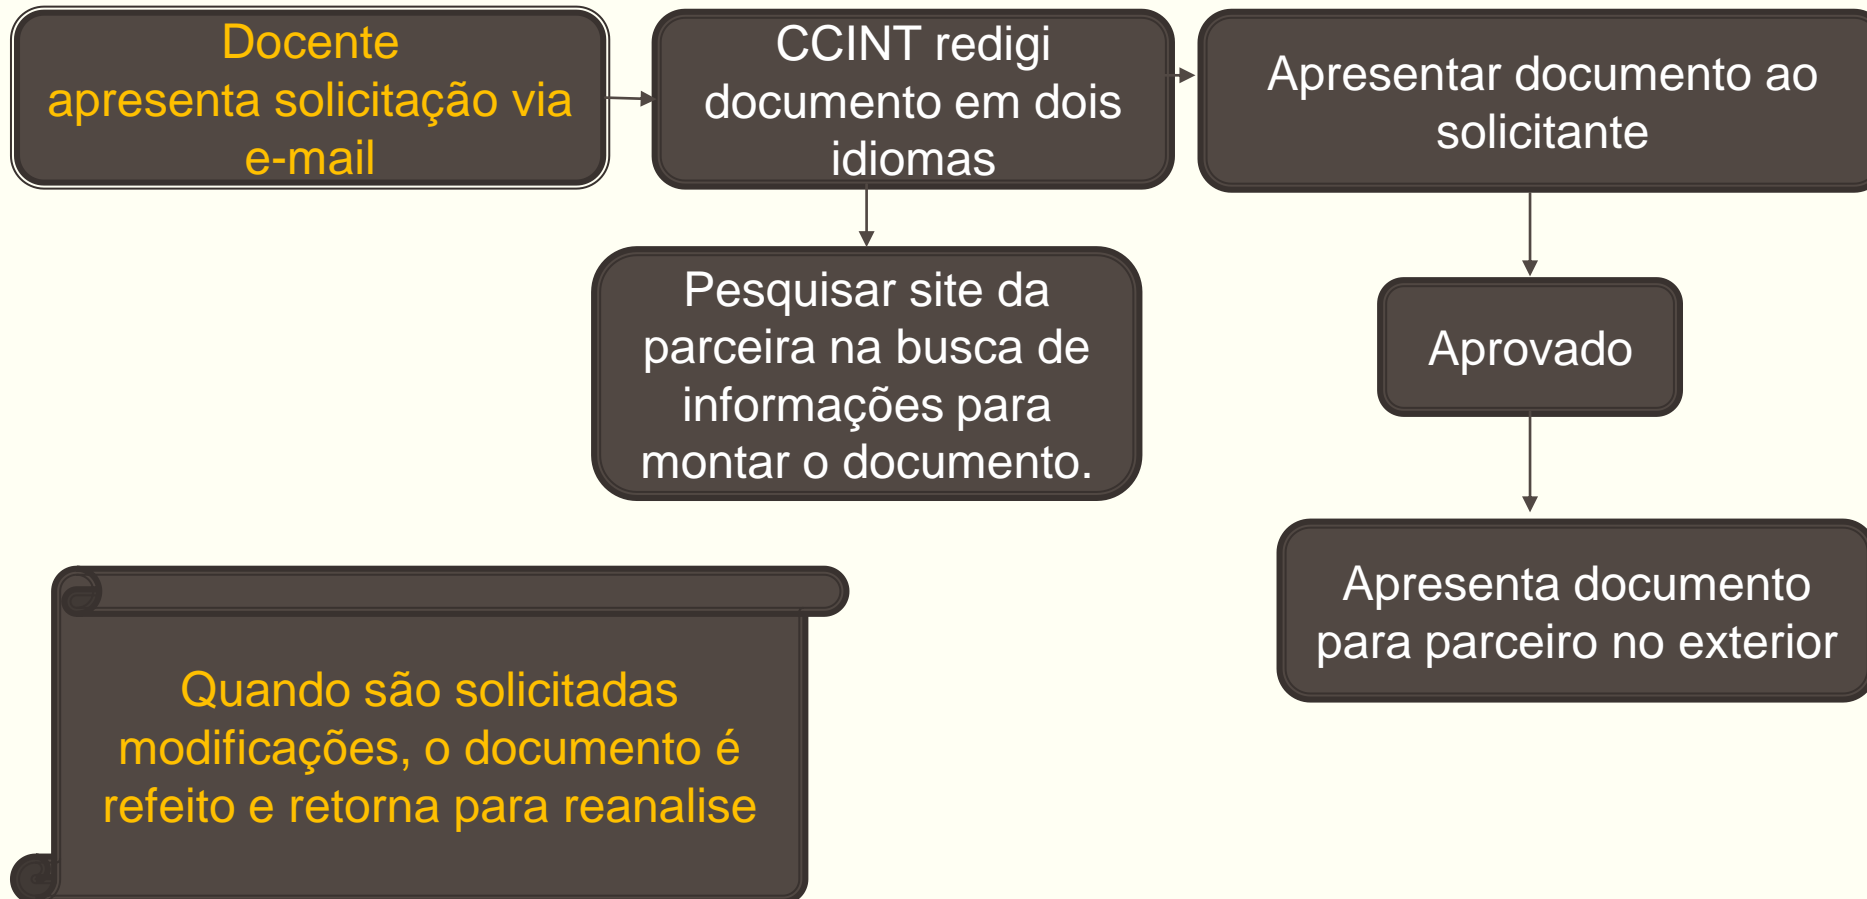 Docente
apresenta solicitação via
e-mail
CCINT redigi
documento em dois
idiomas
Apresentar documento ao
solicitante
Pesquisar site da
parceira na busca de
informações para
montar o documento.
Aprovado
Apresenta documento
para parceiro no exterior
Quando são solicitadas
modificações, o documento é
refeito e retorna para reanalise